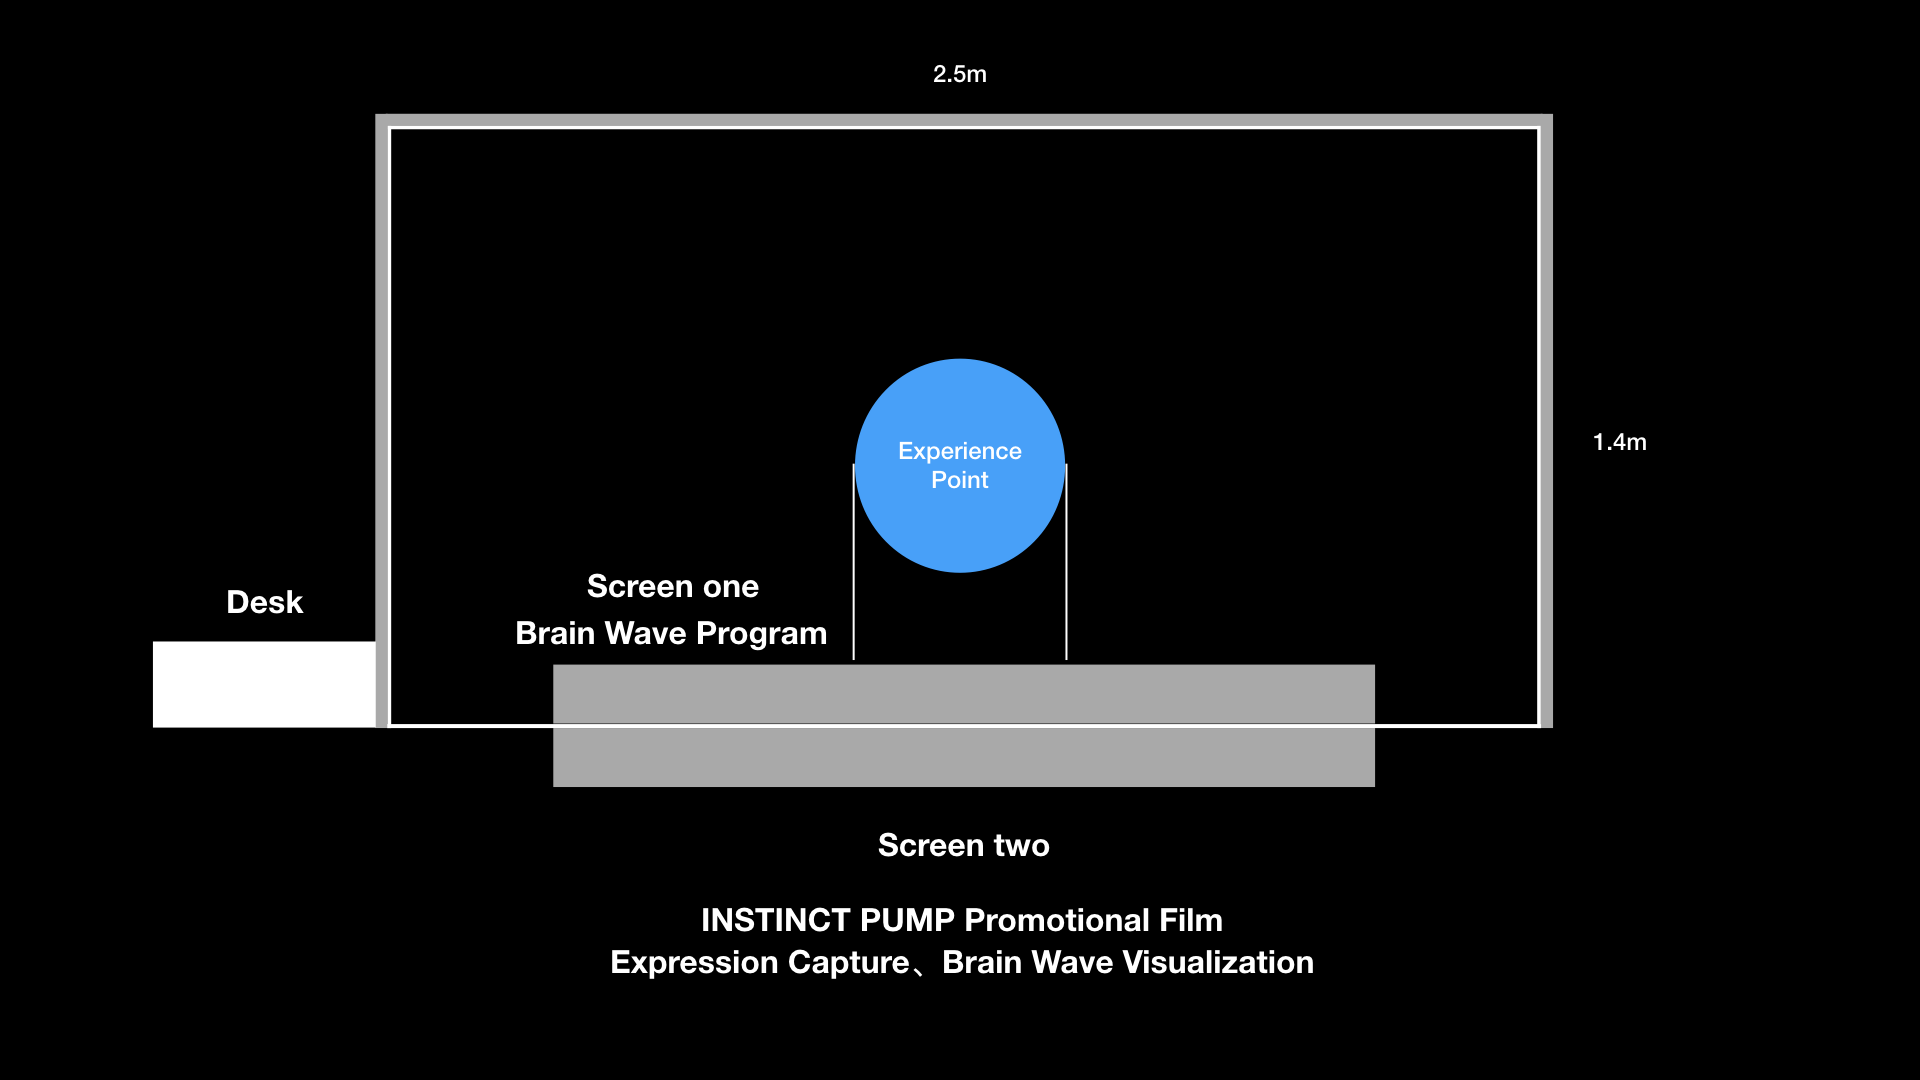 2.5m
Experience
Point
1.4m
Screen one
Brain Wave Program
Desk
Screen two
INSTINCT PUMP Promotional Film
Expression Capture、Brain Wave Visualization